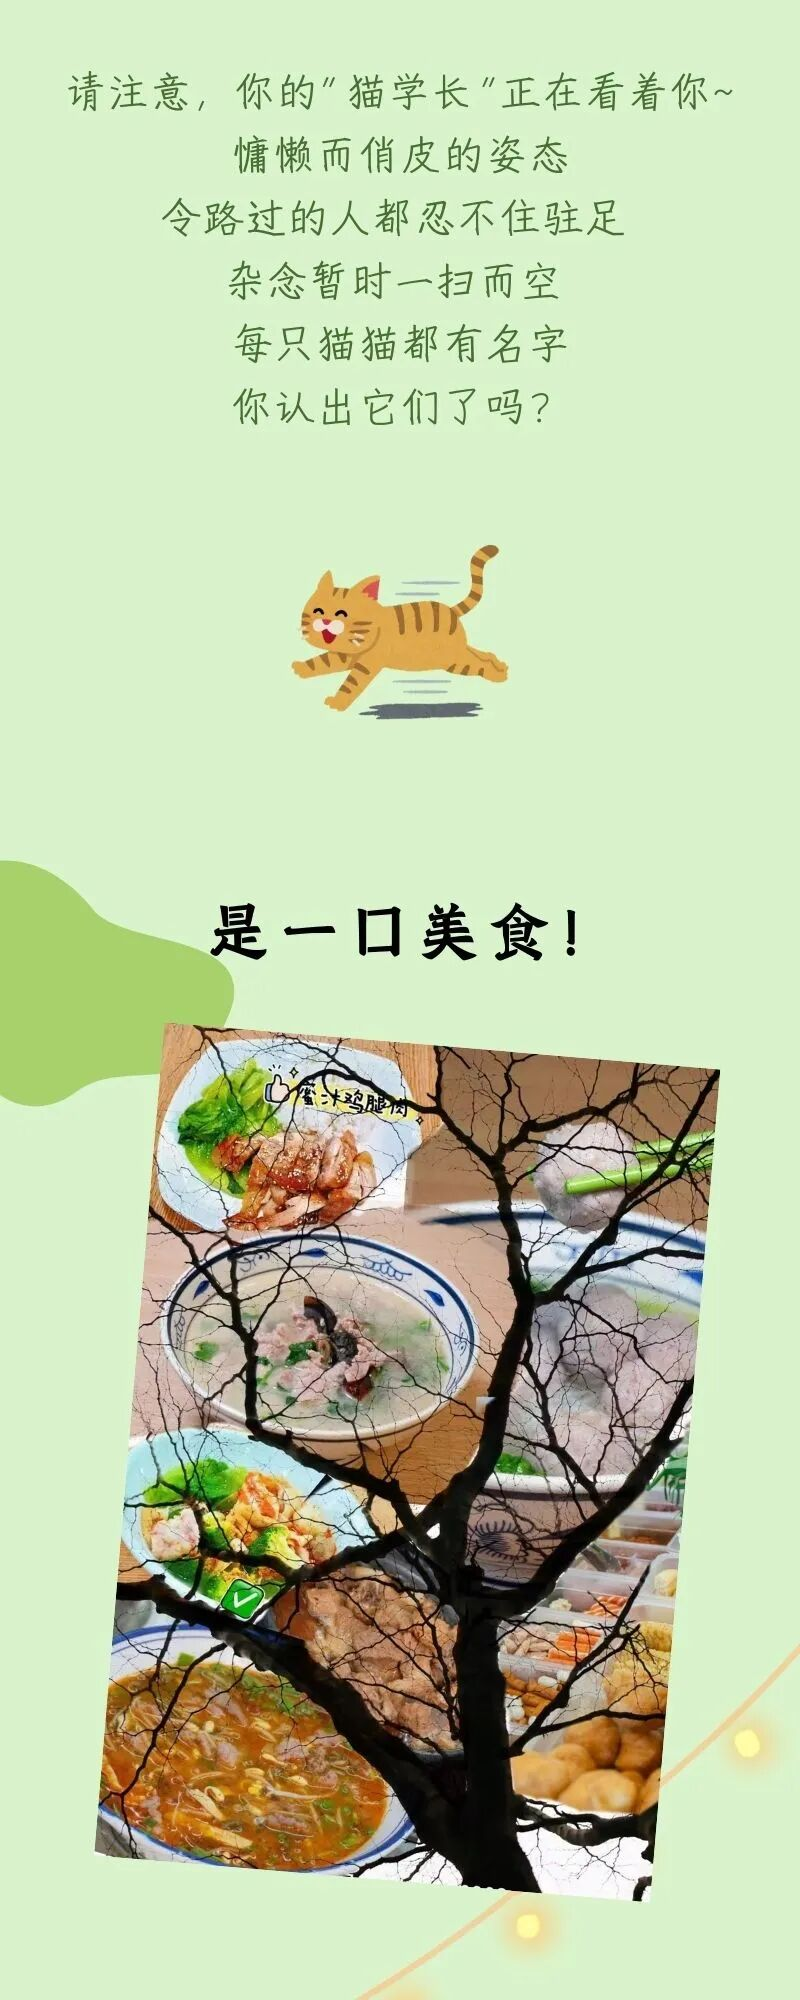 请注意，你的"猫学长"正在看着你~
慵懒而俏皮的姿态
令路过的人都忍不住驻足
杂念暂时一扫而空
每只猫猫都有名字
你认出它们了吗？
是一口美食！
蜜汁鸡腿肉